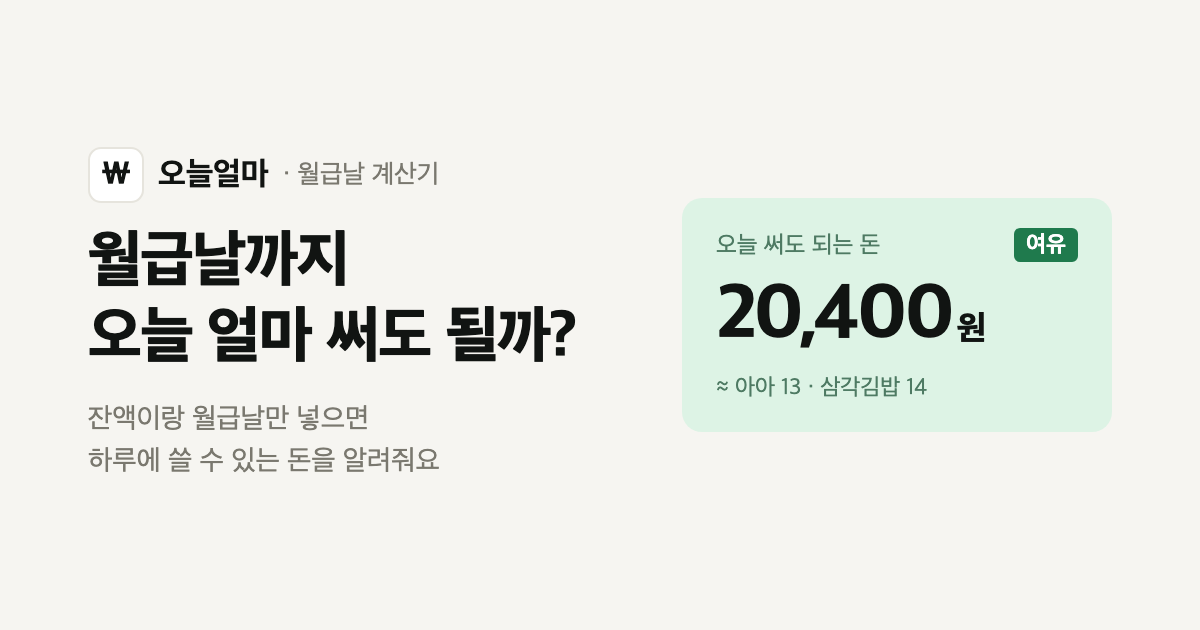 ₩ 오늘얼마 · 월급날 계산기
월급날까지
오늘 얼마 써도 될까?
잔액이랑 월급날만 넣으면
하루에 쓸 수 있는 돈을 알려줘요
오늘 써도 되는 돈 여유
20,400원
≈ 아아 13 · 삼각김밥 14